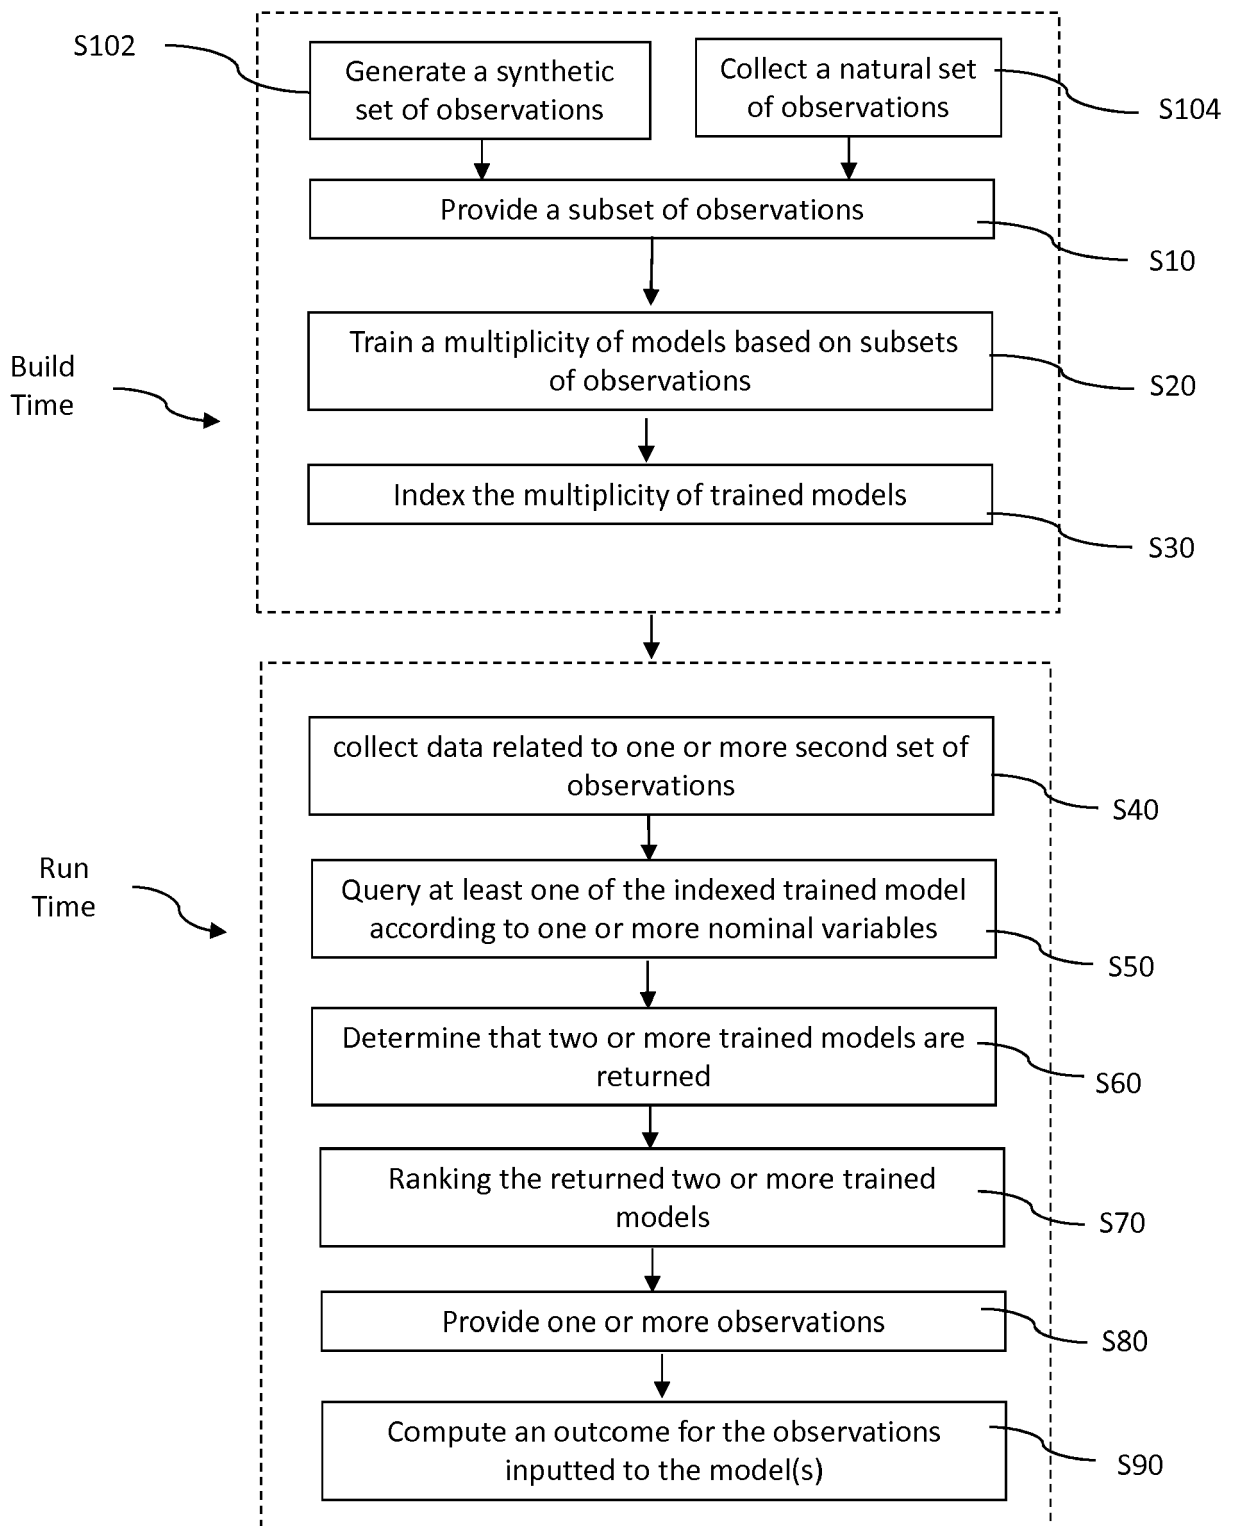 S102
Generate a synthetic
set of observations
Collect a natural set
of observations
S104
Provide a subset of observations
S10
Train a multiplicity of models based on subsets
of observations
S20
Build
Time
Index the multiplicity of trained models
S30
collect data related to one or more second set of
observations
S40
Run
Time
Query at least one of the indexed trained model
according to one or more nominal variables
S50
Determine that two or more trained models are
returned
S60
Ranking the returned two or more trained
models
S70
Provide one or more observations
S80
Compute an outcome for the observations
inputted to the model(s)
S90